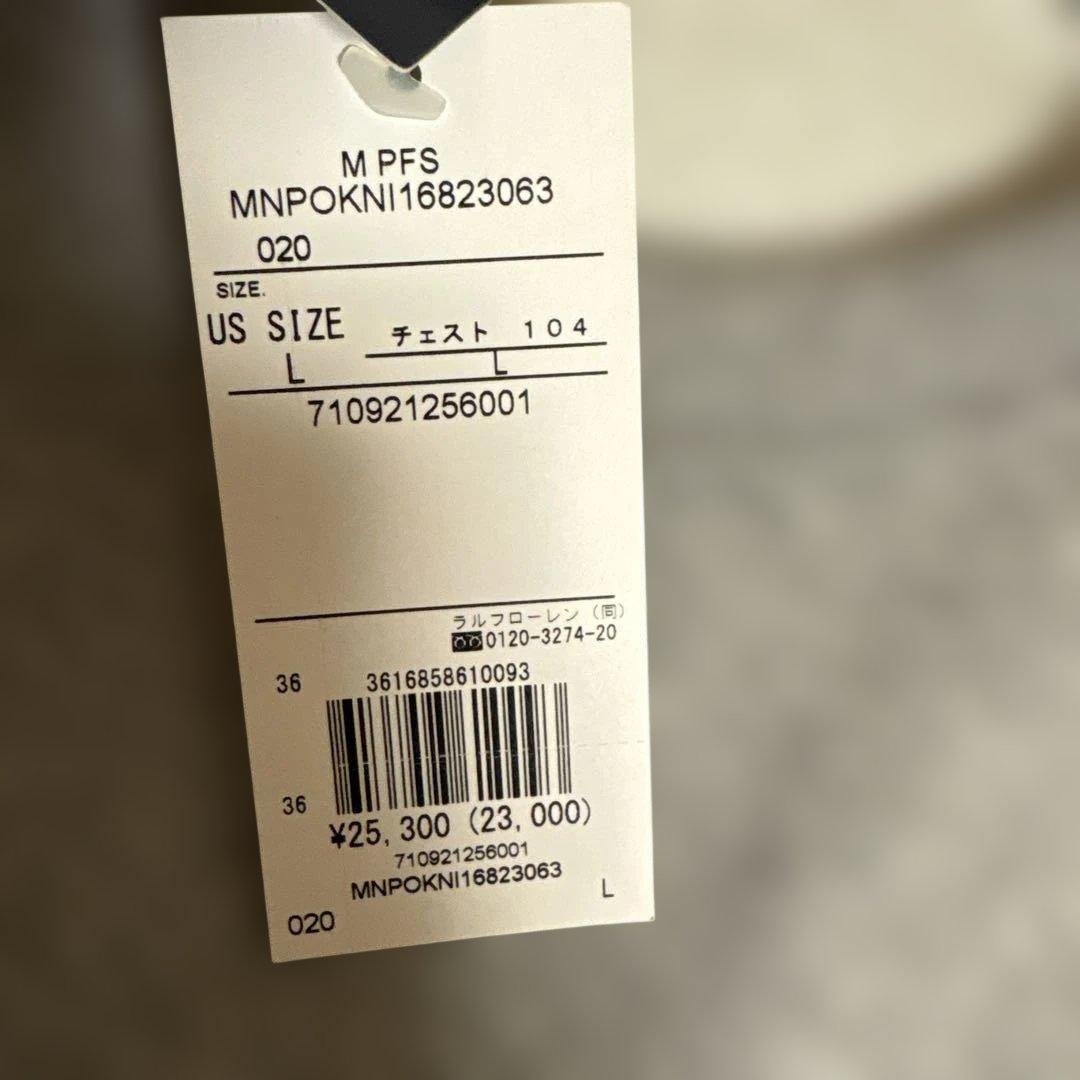 M PFS
MNPOKNI16823063
020
SIZE.
US SIZE チェスト 104
L L
710921256001
ラルフローレン (同)
0120-3274-20
36 3616858610093
36
¥25,300 (23,000)
710921256001
MNPOKNI16823063
L
020